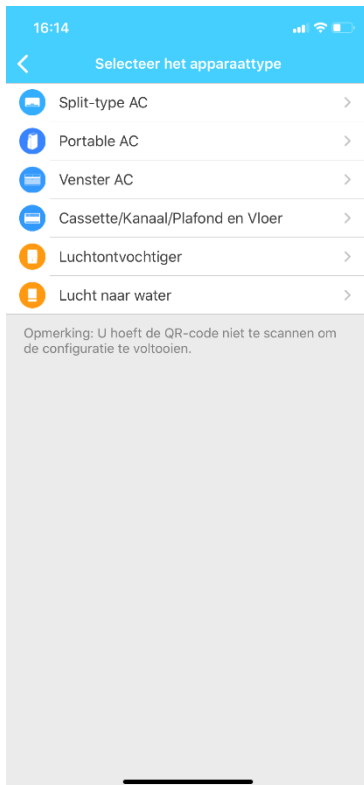 16:14
Selecteer het apparaattype
Split-type AC
Portable AC
Venster AC
Cassette/Kanaal/Plafond en Vloer
Luchtontvochtiger
Lucht naar water
Opmerking: U hoeft de QR-code niet te scannen om
de configuratie te voltooien.